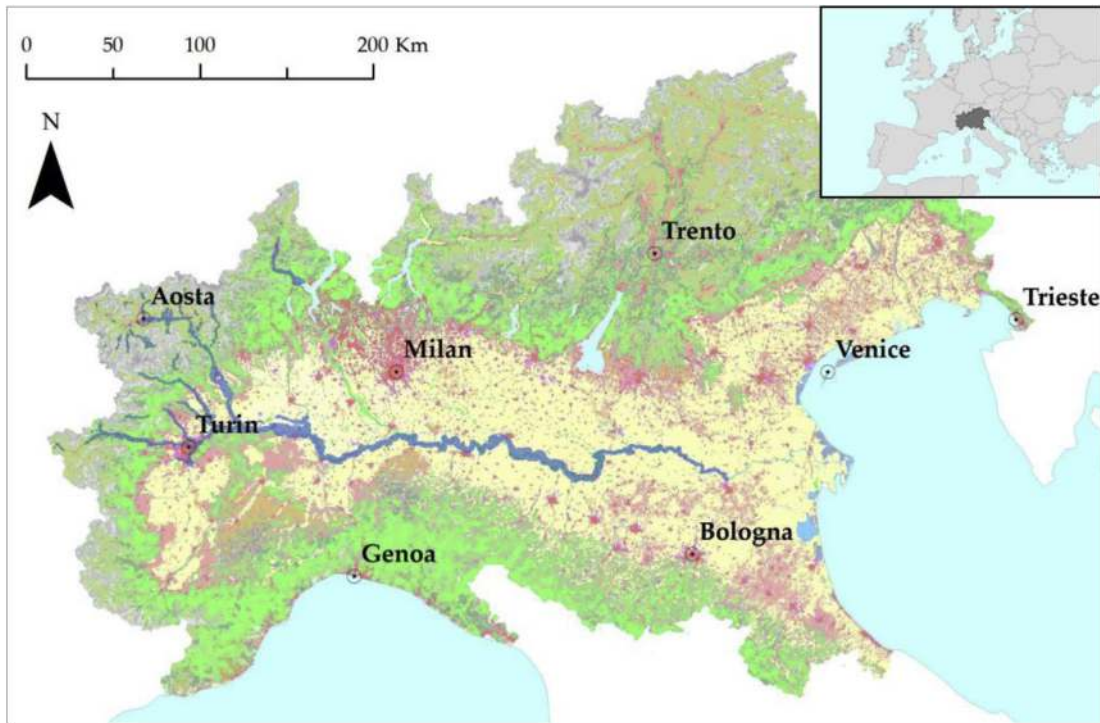 0 50 100 200 Km
N
Trento
Aosta
Trieste
Milan
Venice
Turin
Bologna
Genoa